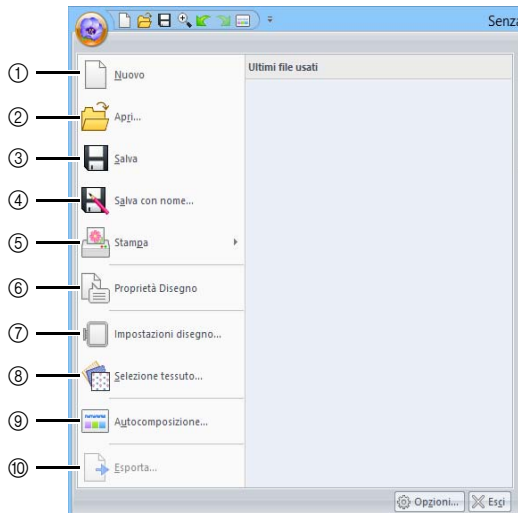 Senza
Ultimi file usati
① Nuovo
② Apri...
③ Salva
④ Salva con nome...
⑤ Stampa
⑥ Proprietà Disegno
⑦ Impostazioni disegno...
⑧ Selezione tessuto...
⑨ Autocomposizione...
⑩ Esporta...
Opzioni... Esci